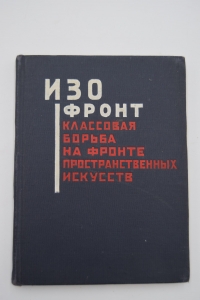 ИЗО
ФРОНТ
КЛАССОВАЯ
БОРЬБА
НА ФРОНТЕ
ПРОСТРАНСТВЕННЫХ
ИСКУССТВ